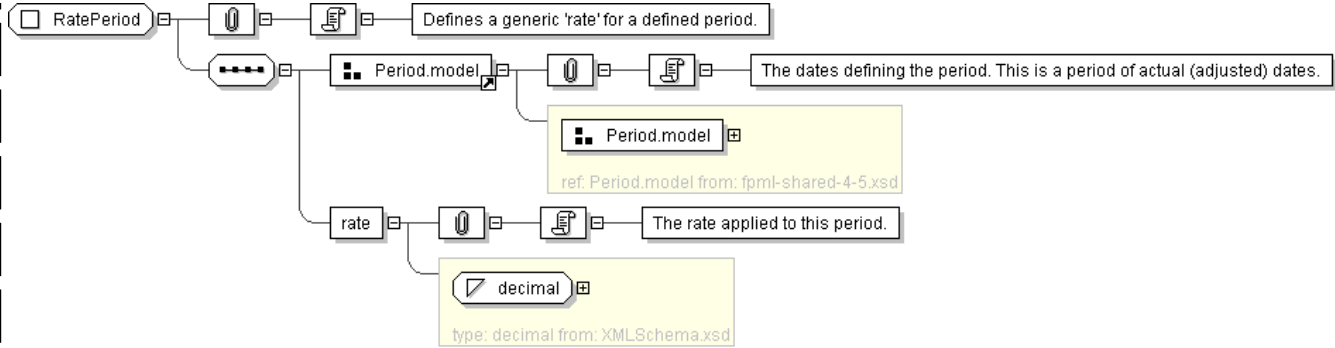 RatePeriod
Defines a generic 'rate' for a defined period.
Period.model
The dates defining the period. This is a period of actual (adjusted) dates.
Period.model
ref: Period.model from: fpml-shared-4-5.xsd
rate
The rate applied to this period.
decimal
type: decimal from: XMLSchema.xsd